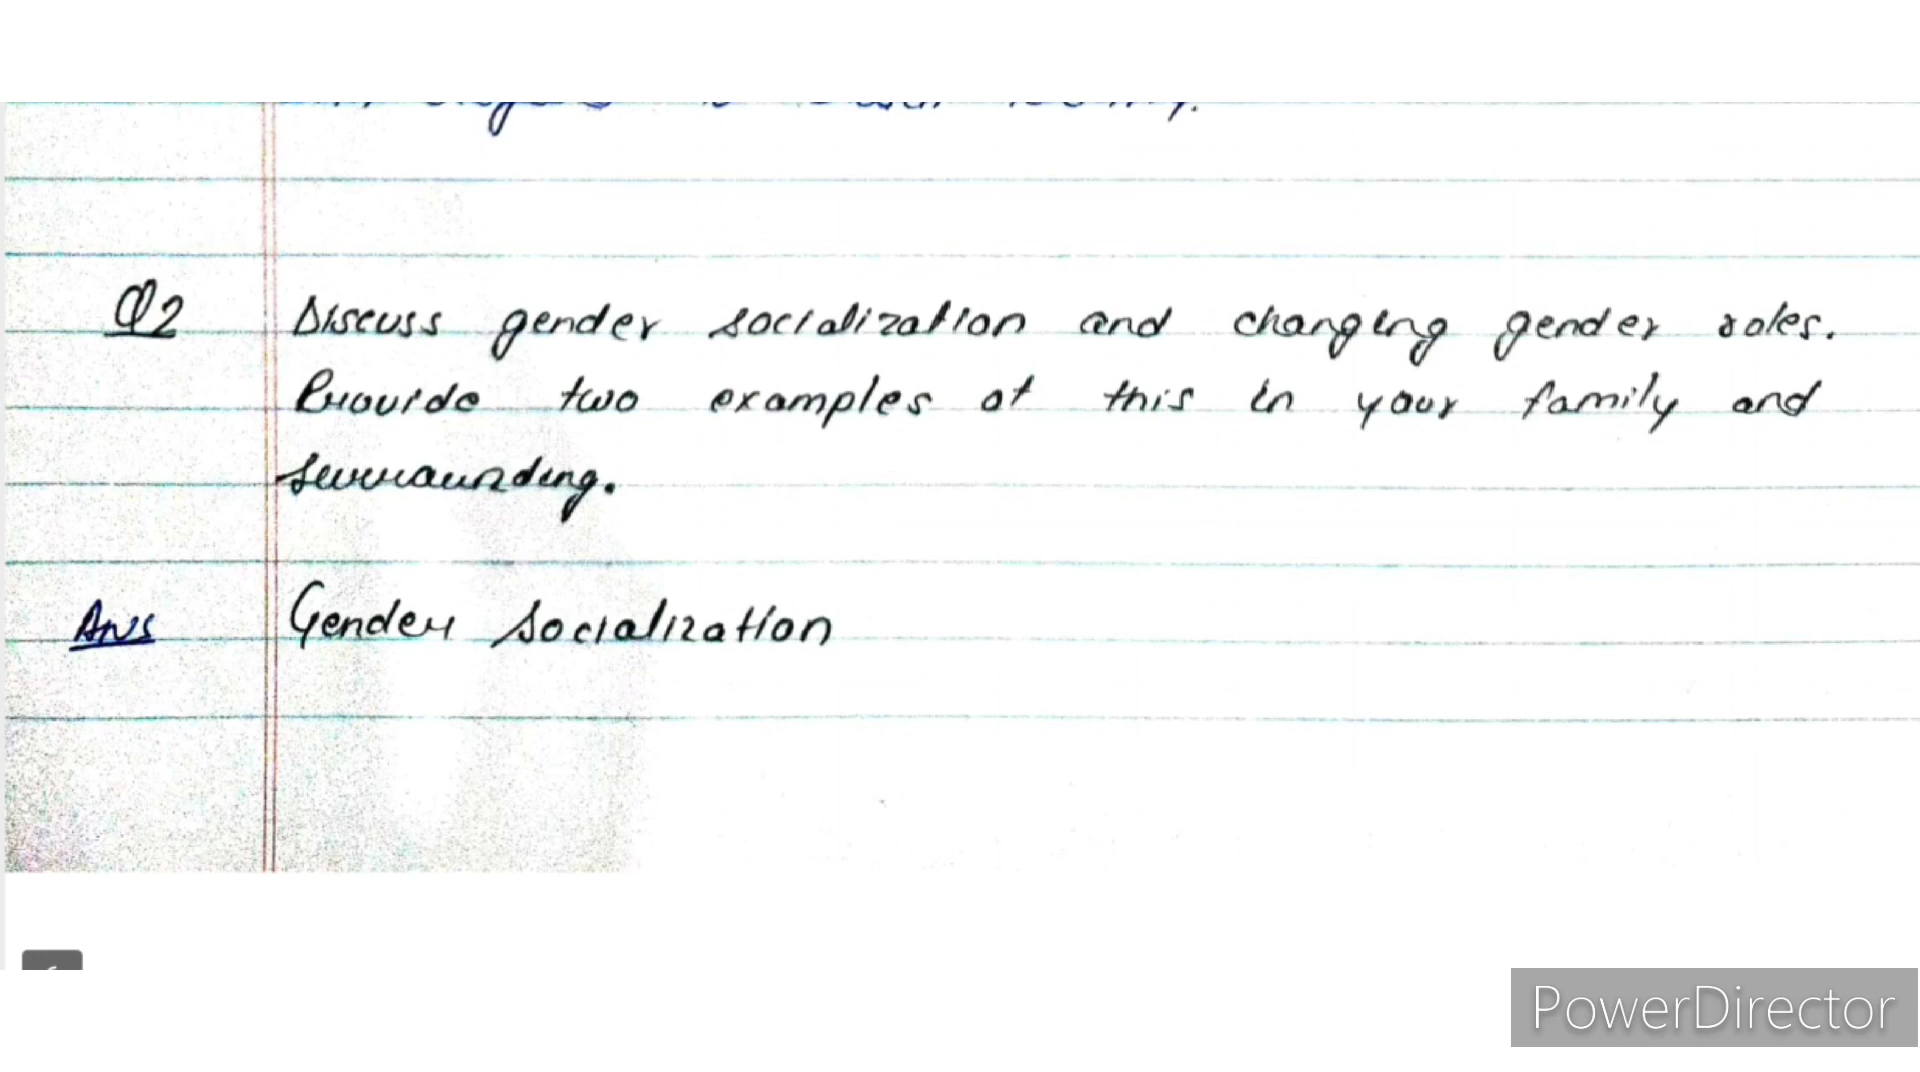 Q2 Discuss gender socialization and changing gender roles.
Provide two examples of this in your family and
surrounding.
Ans Gender Socialization
PowerDirector